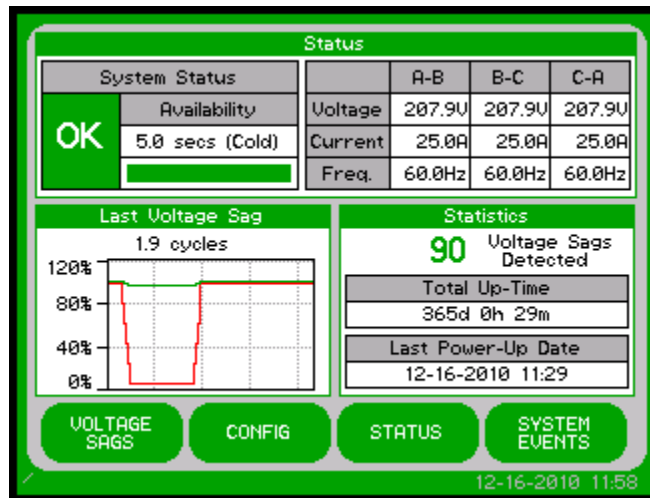 Status
System Status
Availability
OK
5.0 secs (Cold)
A-B B-C C-A
Voltage 207.9V 207.9V 207.9V
Current 25.0A 25.0A 25.0A
Freq. 60.0Hz 60.0Hz 60.0Hz
Last Voltage Sag
1.9 cycles
120%
80%
40%
0%
Statistics
90 Voltage Sags
Detected
Total Up-Time
365d 0h 29m
Last Power-Up Date
12-16-2010 11:29
VOLTAGE
SAGS
CONFIG
STATUS
SYSTEM
EVENTS
12-16-2010 11:58